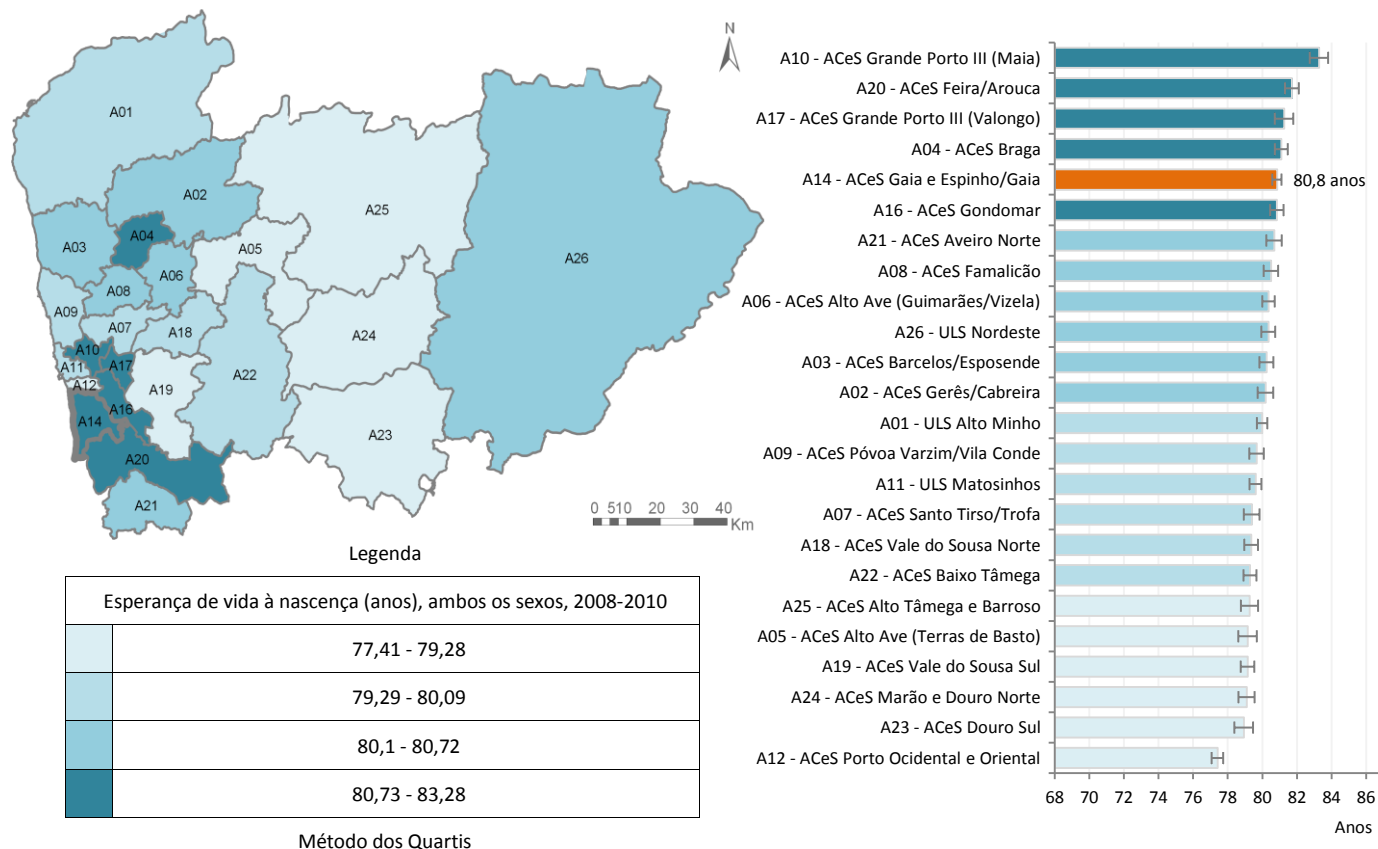 N
A01
A02
A25
A03
A04
A05
A06
A26
A08
A09
A07
A18
A10
A17
A11
A12
A19
A22
A24
A16
A14
A20
A23
A21
0 510 20 30 40
Km
Legenda
Esperança de vida à nascença (anos), ambos os sexos, 2008-2010
77,41 - 79,28
79,29 - 80,09
80,1 - 80,72
80,73 - 83,28
Método dos Quartis
A10 - ACeS Grande Porto III (Maia)
A20 - ACeS Feira/Arouca
A17 - ACeS Grande Porto III (Valongo)
A04 - ACeS Braga
A14 - ACeS Gaia e Espinho/Gaia
80,8 anos
A16 - ACeS Gondomar
A21 - ACeS Aveiro Norte
A08 - ACeS Famalicão
A06 - ACeS Alto Ave (Guimarães/Vizela)
A26 - ULS Nordeste
A03 - ACeS Barcelos/Esposende
A02 - ACeS Gerês/Cabreira
A01 - ULS Alto Minho
A09 - ACeS Póvoa Varzim/Vila Conde
A11 - ULS Matosinhos
A07 - ACeS Santo Tirso/Trofa
A18 - ACeS Vale do Sousa Norte
A22 - ACeS Baixo Tâmega
A25 - ACeS Alto Tâmega e Barroso
A05 - ACeS Alto Ave (Terras de Basto)
A19 - ACeS Vale do Sousa Sul
A24 - ACeS Marão e Douro Norte
A23 - ACeS Douro Sul
A12 - ACeS Porto Ocidental e Oriental
68 70 72 74 76 78 80 82 84 86
Anos